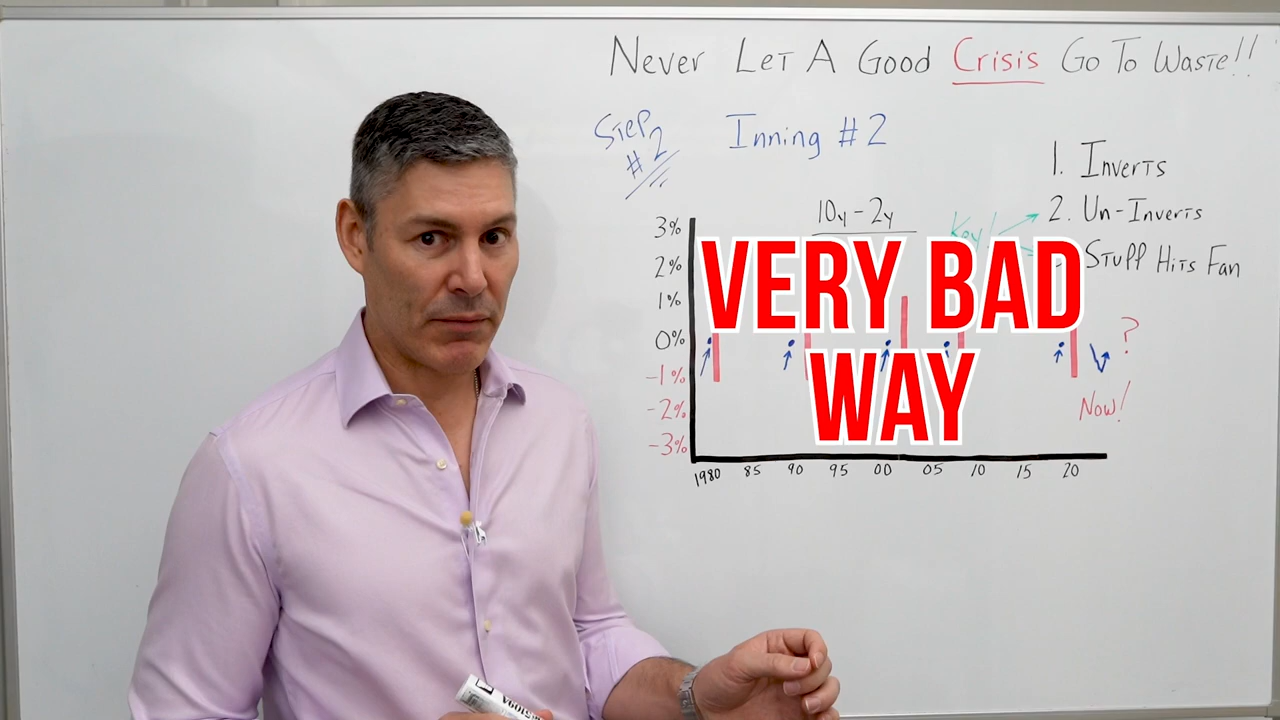 Never Let A Good Crisis Go To Waste!!
Step #2
Inning #2
1. Inverts
2. Un-Inverts
Stuff Hits Fan
Key!
10y-2y
3%
2%
1%
0%
-1%
-2%
-3%
VERY BAD
WAY
?
Now!
1980 85 90 95 00 05 10 15 20